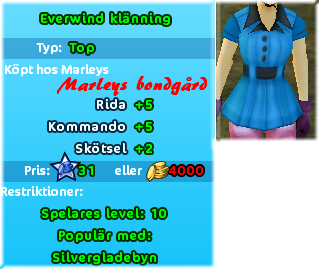 Everwind klänning
Typ: Top
Köpt hos Marleys
Marleys bondgård
Rida +5
Kommando +5
Skötsel +2
Pris: 31 eller 4000
Restriktioner:
Spelares level: 10
Populär med:
Silvergladebyn